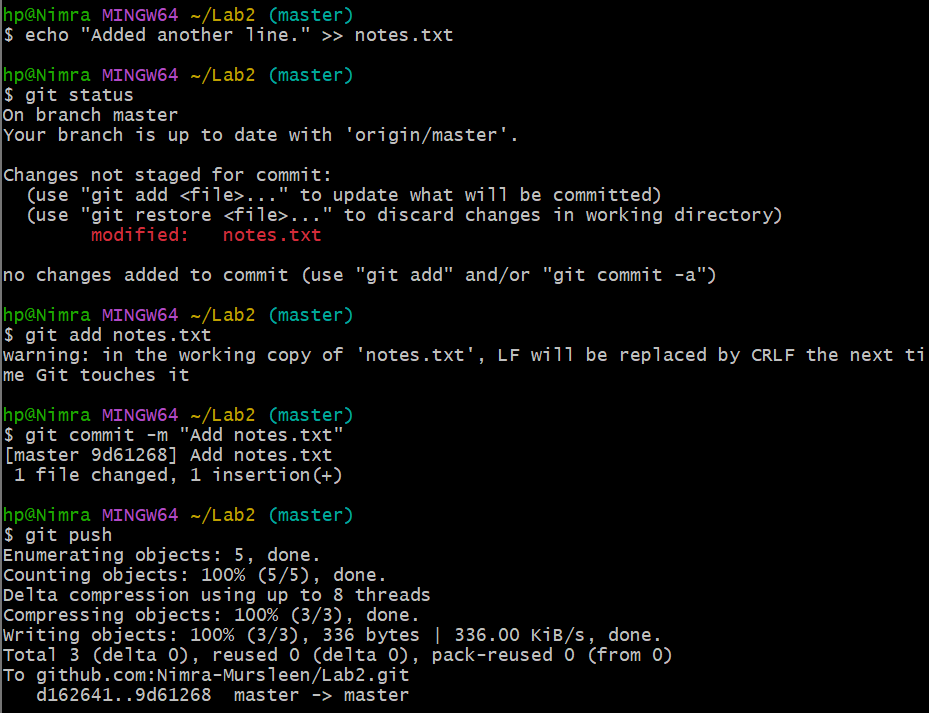 hp@Nimra MINGW64 ~/Lab2 (master)
$ echo "Added another line." >> notes.txt

hp@Nimra MINGW64 ~/Lab2 (master)
$ git status
On branch master
Your branch is up to date with 'origin/master'.

Changes not staged for commit:
  (use "git add <file>..." to update what will be committed)
  (use "git restore <file>..." to discard changes in working directory)
        modified:   notes.txt

no changes added to commit (use "git add" and/or "git commit -a")

hp@Nimra MINGW64 ~/Lab2 (master)
$ git add notes.txt
warning: in the working copy of 'notes.txt', LF will be replaced by CRLF the next ti
me Git touches it

hp@Nimra MINGW64 ~/Lab2 (master)
$ git commit -m "Add notes.txt"
[master 9d61268] Add notes.txt
 1 file changed, 1 insertion(+)

hp@Nimra MINGW64 ~/Lab2 (master)
$ git push
Enumerating objects: 5, done.
Counting objects: 100% (5/5), done.
Delta compression using up to 8 threads
Compressing objects: 100% (3/3), done.
Writing objects: 100% (3/3), 336 bytes | 336.00 KiB/s, done.
Total 3 (delta 0), reused 0 (delta 0), pack-reused 0 (from 0)
To github.com:Nimra-Mursleen/Lab2.git
   d162641..9d61268  master -> master